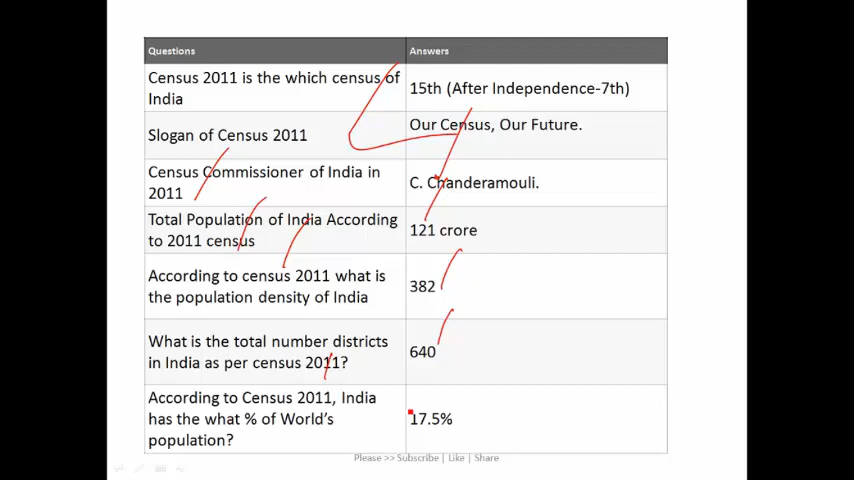 Questions
Answers
Census 2011 is the which census of
India
15th (After Independence-7th)
Slogan of Census 2011
Our Census, Our Future.
Census Commissioner of India in
2011
C. Chanderamouli.
Total Population of India According
to 2011 census
121 crore
According to census 2011 what is
the population density of India
382
What is the total number districts
in India as per census 2011?
640
According to Census 2011, India
has the what % of World's
population?
17.5%
Please >> Subscribe | Like | Share